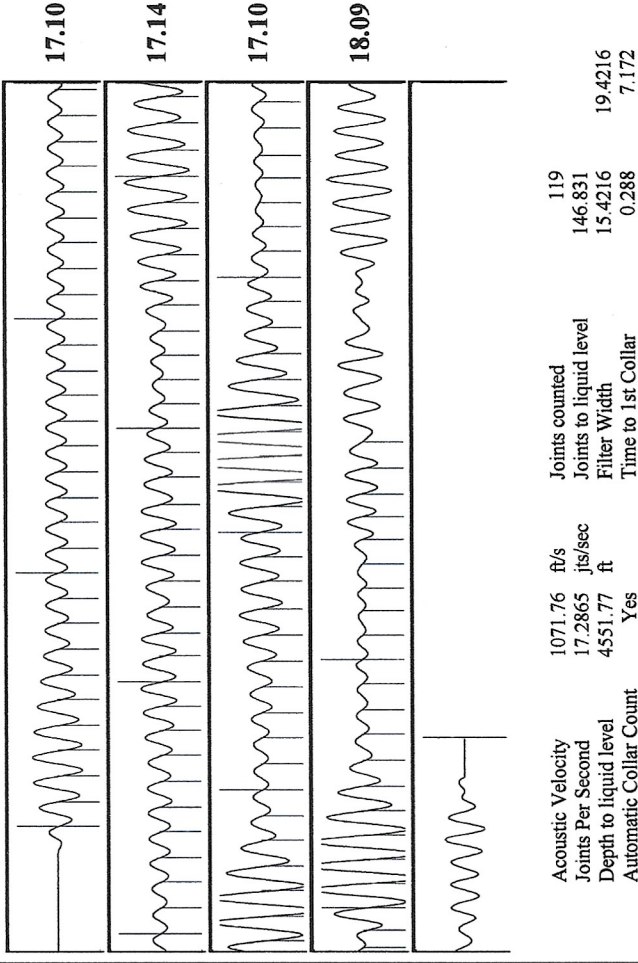 17.10
17.14
17.10
18.09
Acoustic Velocity 1071.76 ft/s Joints counted 119
Joints Per Second 17.2865 jts/sec Joints to liquid level 146.831
Depth to liquid level 4551.77 ft Filter Width 15.4216 19.4216
Automatic Collar Count Yes Time to 1st Collar 0.288 7.172